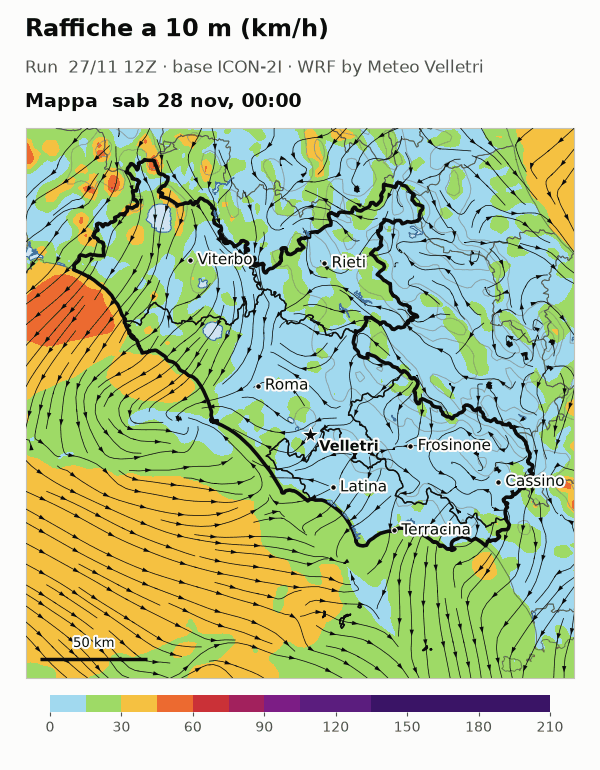 Raffiche a 10 m (km/h)
Run 27/11 12Z · base ICON-2I · WRF by Meteo Velletri
Mappa sab 28 nov, 00:00
Viterbo
Rieti
Roma
Velletri
Frosinone
Cassino
Latina
Terracina
50 km
0 30 60 90 120 150 180 210